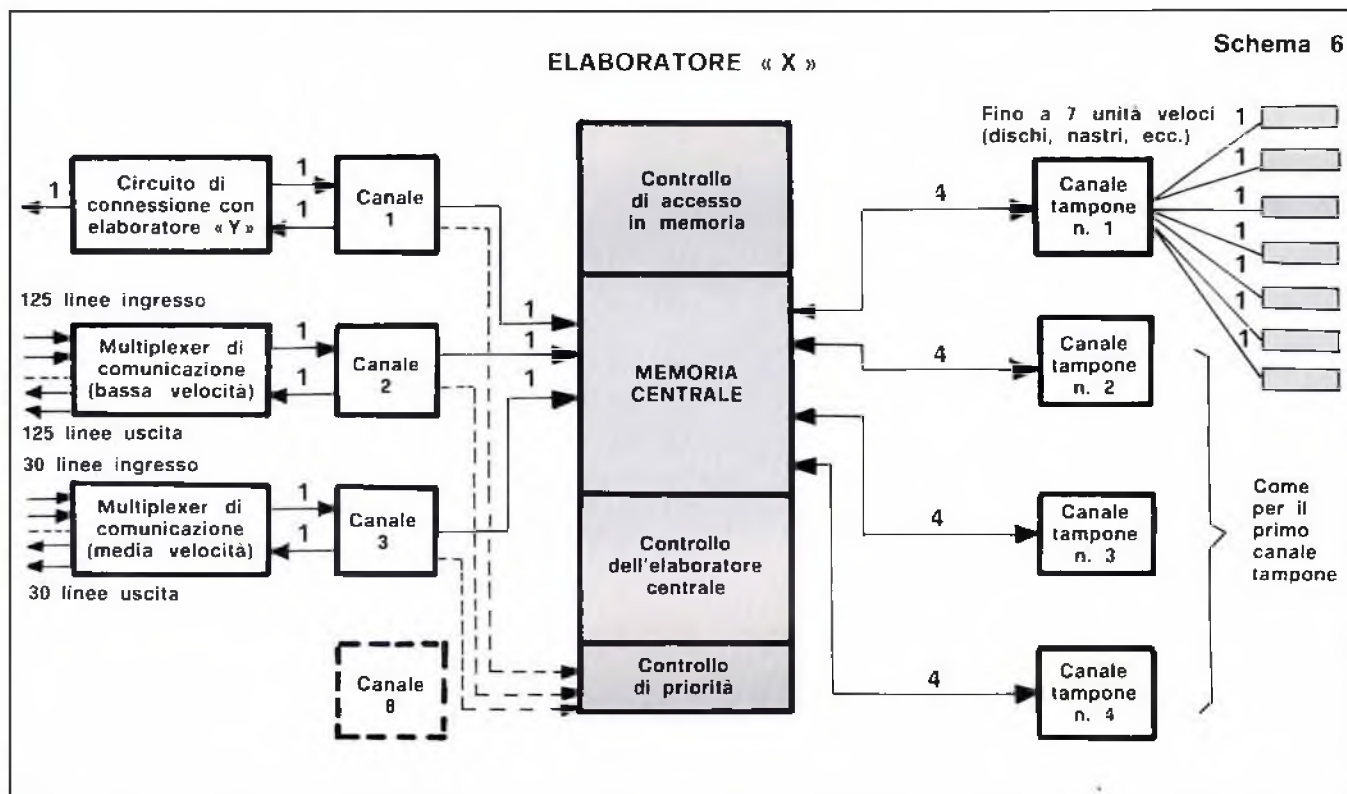 Schema 6
ELABORATORE « X »
Circuito di
connessione con
elaboratore « Y »
1
1
1
Canale
1
125 linee ingresso
Multiplexer di
comunicazione
(bassa velocità)
125 linee uscita
1
1
Canale
2
30 linee ingresso
Multiplexer di
comunicazione
(media velocità)
30 linee uscita
1
1
Canale
3
Canale
8
1
1
1
Controllo
di accesso
in memoria
MEMORIA
CENTRALE
Controllo
dell'elaboratore
centrale
Controllo
di priorità
Fino a 7 unità veloci
(dischi, nastri, ecc.)
4
Canale
tampone
n. 1
1
1
1
1
1
1
1
4
Canale
tampone
n. 2
4
Canale
tampone
n. 3
4
Canale
tampone
n. 4
Come
per il
primo
canale
tampone